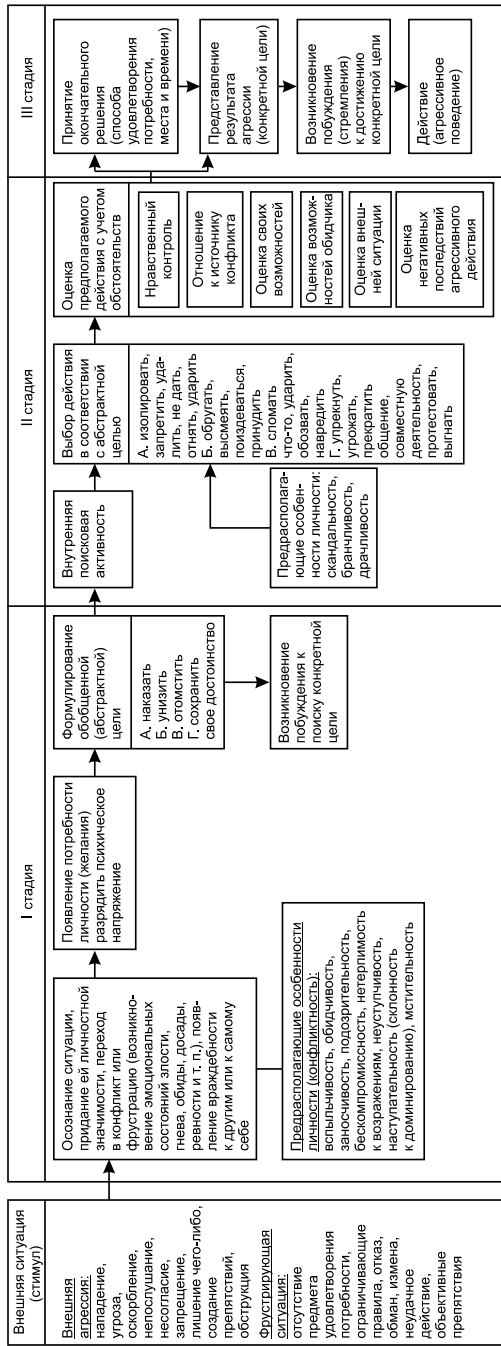 Внешняя ситуация
(стимул)
Внешняя
агрессия:
нападение,
угроза,
оскорбление,
непослушание,
несогласие,
запрещение,
лишение чего-либо,
создание
препятствий,
обструкция
Фрустрирующая
ситуация:
отсутствие
предмета
удовлетворения
потребности,
ограничивающие
правила, отказ,
обман, измена,
неудачное
действие,
объективные
препятствия
I стадия
Осознание ситуации,
придание ей личностной
значимости, переход
в конфликт или
фрустрацию (возникно-
вение эмоциональных
состояний злости,
гнева, обиды, досады,
ревности и т. п.), появ-
ление враждебности
к другим или к самому
себе
Предрасполагающие особенности
личности (конфликтность):
вспыльчивость, обидчивость,
заносчивость, подозрительность,
бескомпромиссность, нетерпимость
к возражениям, неуступчивость,
наступательность (склонность
к доминированию), мстительность
Появление потребности
личности (желания)
разрядить психическое
напряжение
Формулирование
обобщенной
(абстрактной)
цели
А. наказать
Б. унизить
В. отомстить
Г. сохранить
свое достоинство
Возникновение
побуждения к
поиску конкретной
цели
II стадия
Внутренняя
поисковая
активность
Выбор действия
в соответствии
с абстрактной
целью
А. изолировать,
запретить, уда-
лить, не дать,
отнять, ударить
Б. обругать,
высмеять,
поиздеваться,
принудить
В. сломать
что-то, ударить,
обозвать,
навредить
Г. упрекнуть,
угрожать,
прекратить
общение,
совместную
деятельность,
протестовать,
выгнать
Предрасполага-
ющие особен-
ности личности:
скандальность,
бранчливость,
драчливость
Оценка
предполагаемого
действия с учетом
обстоятельств
Нравственный
контроль
Отношение
к источнику
конфликта
Оценка своих
возможностей
Оценка возмож-
ностей обидчика
Оценка внеш-
ней ситуации
Оценка
негативных
последствий
агрессивного
действия
III стадия
Принятие
окончательного
решения
(способа
удовлетворения
потребности,
места и времени)
Представление
результата
агрессии
(конкретной цели)
Возникновение
побуждения
(стремления)
к достижению
конкретной цели
Действие
(агрессивное
поведение)